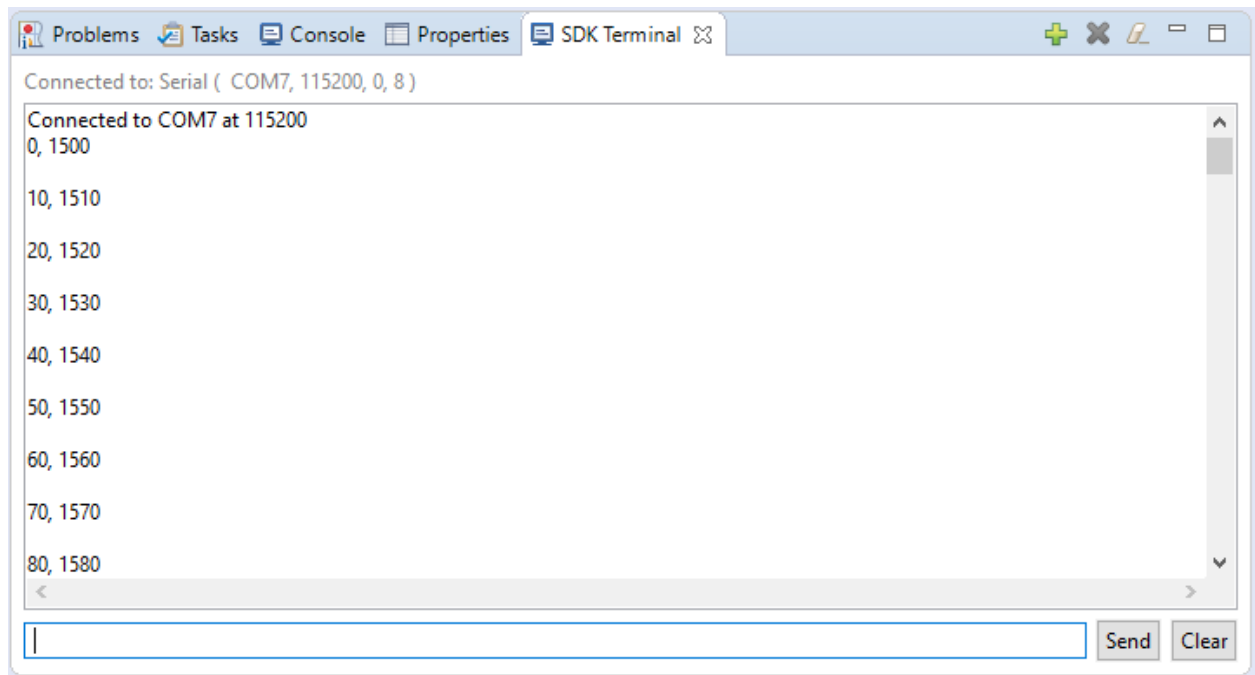 Problems Tasks Console Properties SDK Terminal
Connected to: Serial ( COM7, 115200, 0, 8 )
Connected to COM7 at 115200
0, 1500
10, 1510
20, 1520
30, 1530
40, 1540
50, 1550
60, 1560
70, 1570
80, 1580
Send Clear